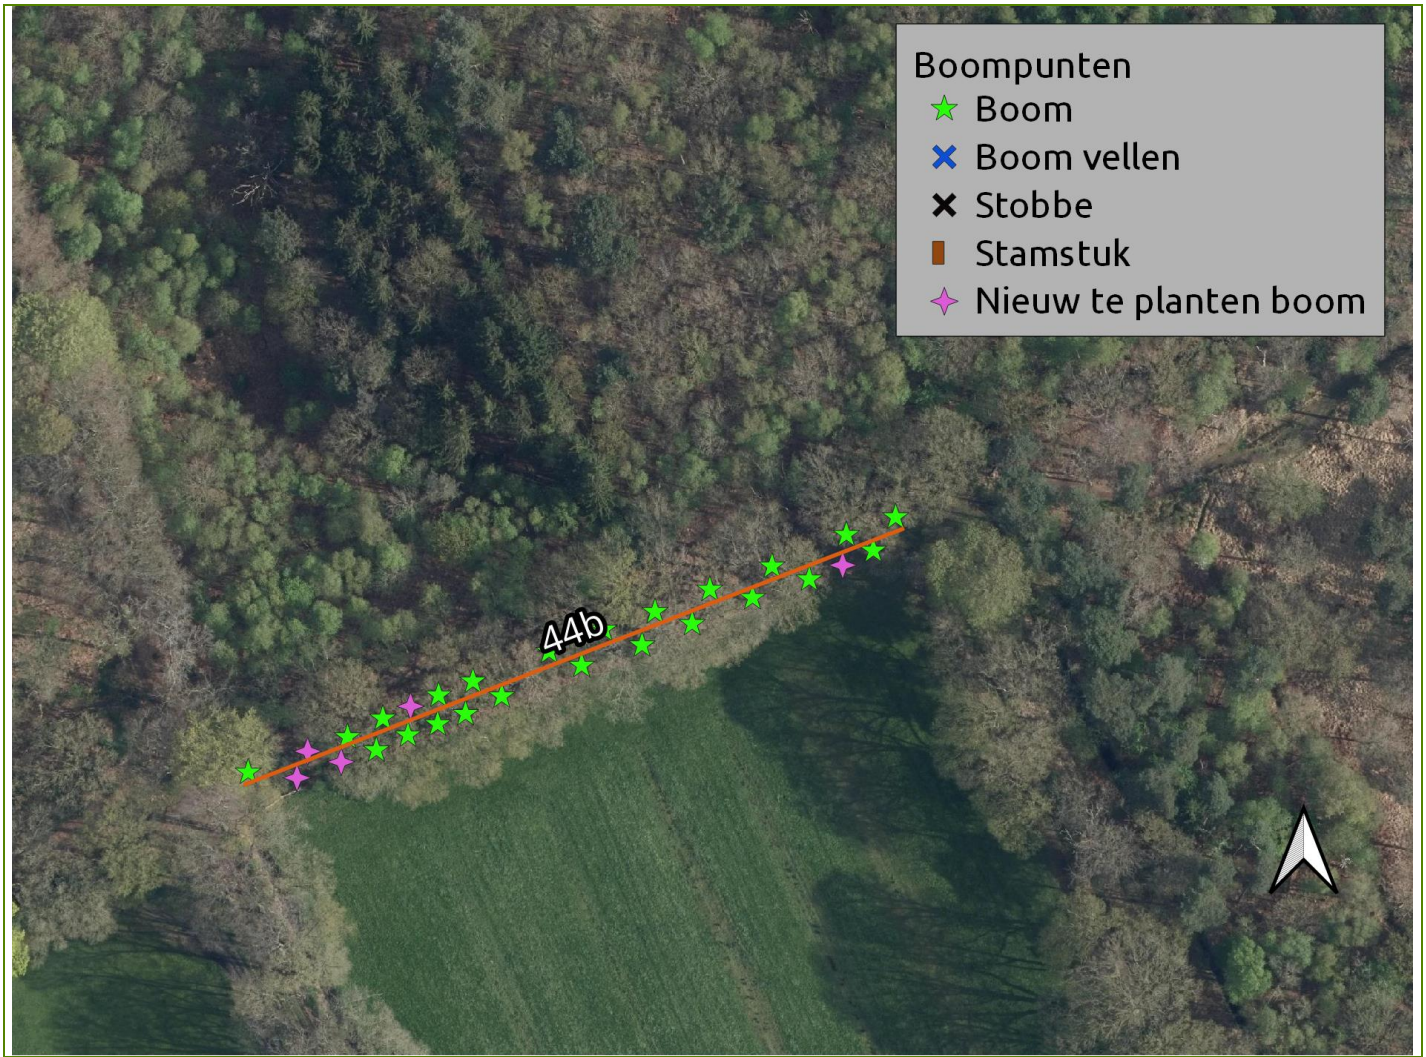 Boompunten
Boom
Boom vellen
Stobbe
Stamstuk
Nieuw te planten boom
44b